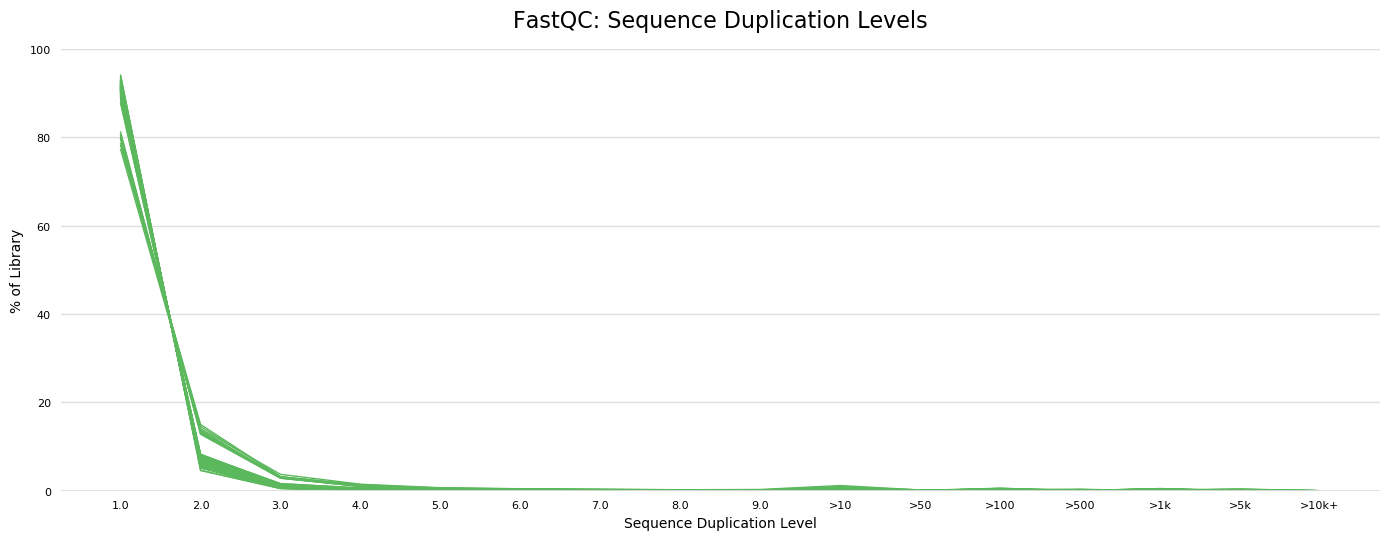 FastQC: Sequence Duplication Levels
100
80
60
40
20
0
% of Library
1.0 2.0 3.0 4.0 5.0 6.0 7.0 8.0 9.0 >10 >50 >100 >500 >1k >5k >10k+
Sequence Duplication Level